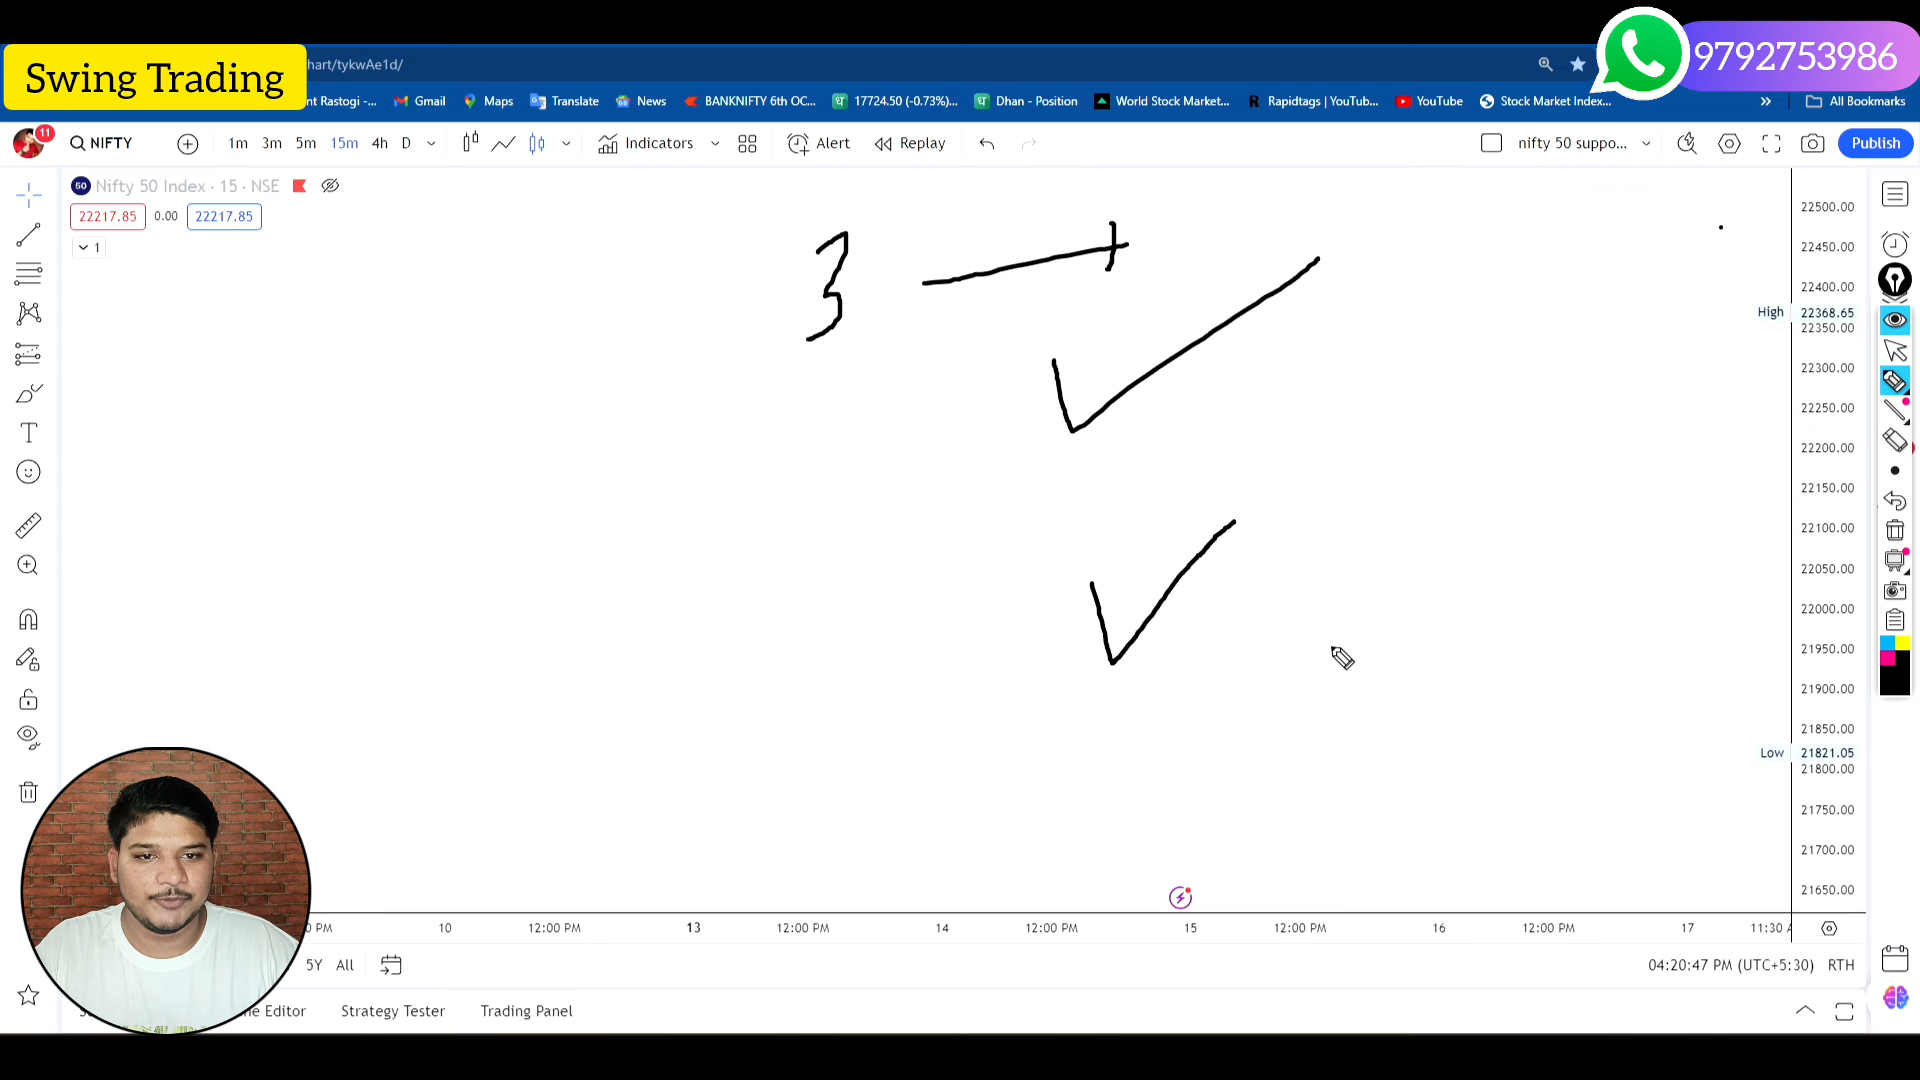 Swing Trading
9792753986
hart/tykwAe1d/
nt Rastogi -...
Gmail
Maps
Translate
News
BANKNIFTY 6th OC...
17724.50 (-0.73%)...
Dhan - Position
World Stock Market...
Rapidtags | YouTub...
YouTube
Stock Market Index...
All Bookmarks
11
NIFTY
1m 3m 5m 15m 4h D
Indicators
Alert
Replay
nifty 50 suppo...
Publish
50 Nifty 50 Index · 15 · NSE
22217.85 0.00 22217.85
1
3
22500.00
22450.00
22400.00
High 22368.65
22350.00
22300.00
22250.00
22200.00
22150.00
22100.00
22050.00
22000.00
21950.00
21900.00
21850.00
Low 21821.05
21800.00
21750.00
21700.00
21650.00
PM 10 12:00 PM 13 12:00 PM 14 12:00 PM 15 12:00 PM 16 12:00 PM 17 11:30
5Y All
04:20:47 PM (UTC+5:30) RTH
Editor Strategy Tester Trading Panel